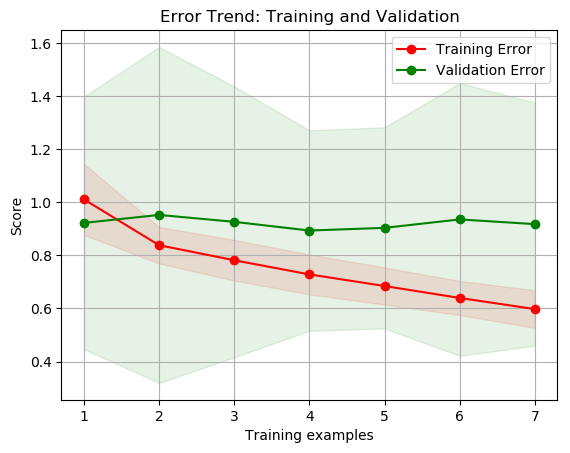 Error Trend: Training and Validation
Training Error
Validation Error
Score
1.6
1.4
1.2
1.0
0.8
0.6
0.4
1 2 3 4 5 6 7
Training examples